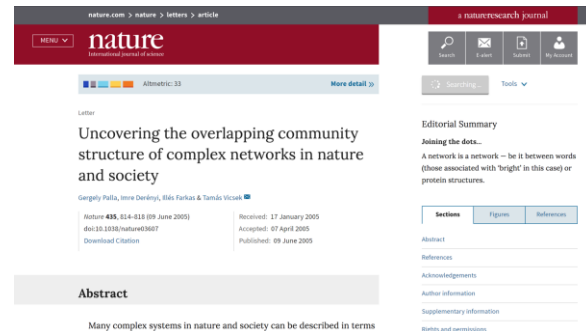 nature.com > nature > letters > article
a natureresearch journal
MENU
nature
International journal of science
Search
E-alert
Submit
My Account
Altmetric: 33
More detail »
Searching...
Tools
Letter
Uncovering the overlapping community
structure of complex networks in nature
and society
Gergely Palla, Imre Derényi, Illés Farkas & Tamás Vicsek
Nature 435, 814–818 (09 June 2005)
doi:10.1038/nature03607
Download Citation
Received: 17 January 2005
Accepted: 07 April 2005
Published: 09 June 2005
Abstract
Many complex systems in nature and society can be described in terms
Editorial Summary
Joining the dots...
A network is a network — be it between words
(those associated with 'bright' in this case) or
protein structures.
Sections
Figures
References
Abstract
References
Acknowledgements
Author information
Supplementary information
Rights and permissions